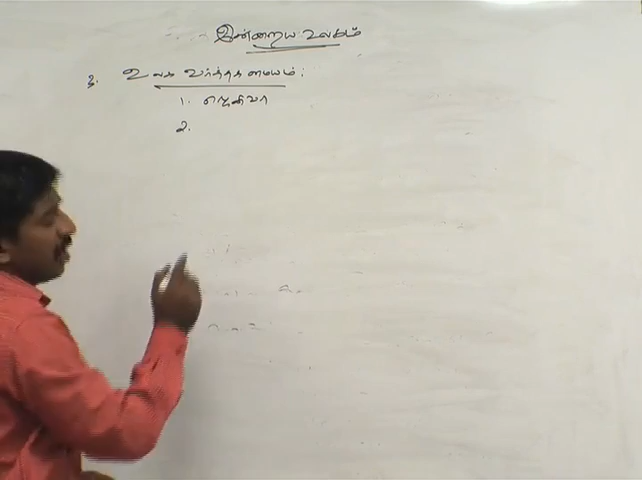 இன்றைய உலகம்
3. உலக வர்த்தக மையம்:
1. ஜெனிவா
2.